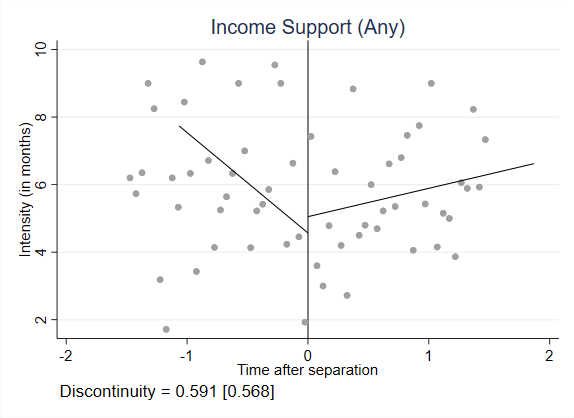 Income Support (Any)
Intensity (in months)
10
8
6
4
2
-2 -1 0 1 2
Time after separation
Discontinuity = 0.591 [0.568]